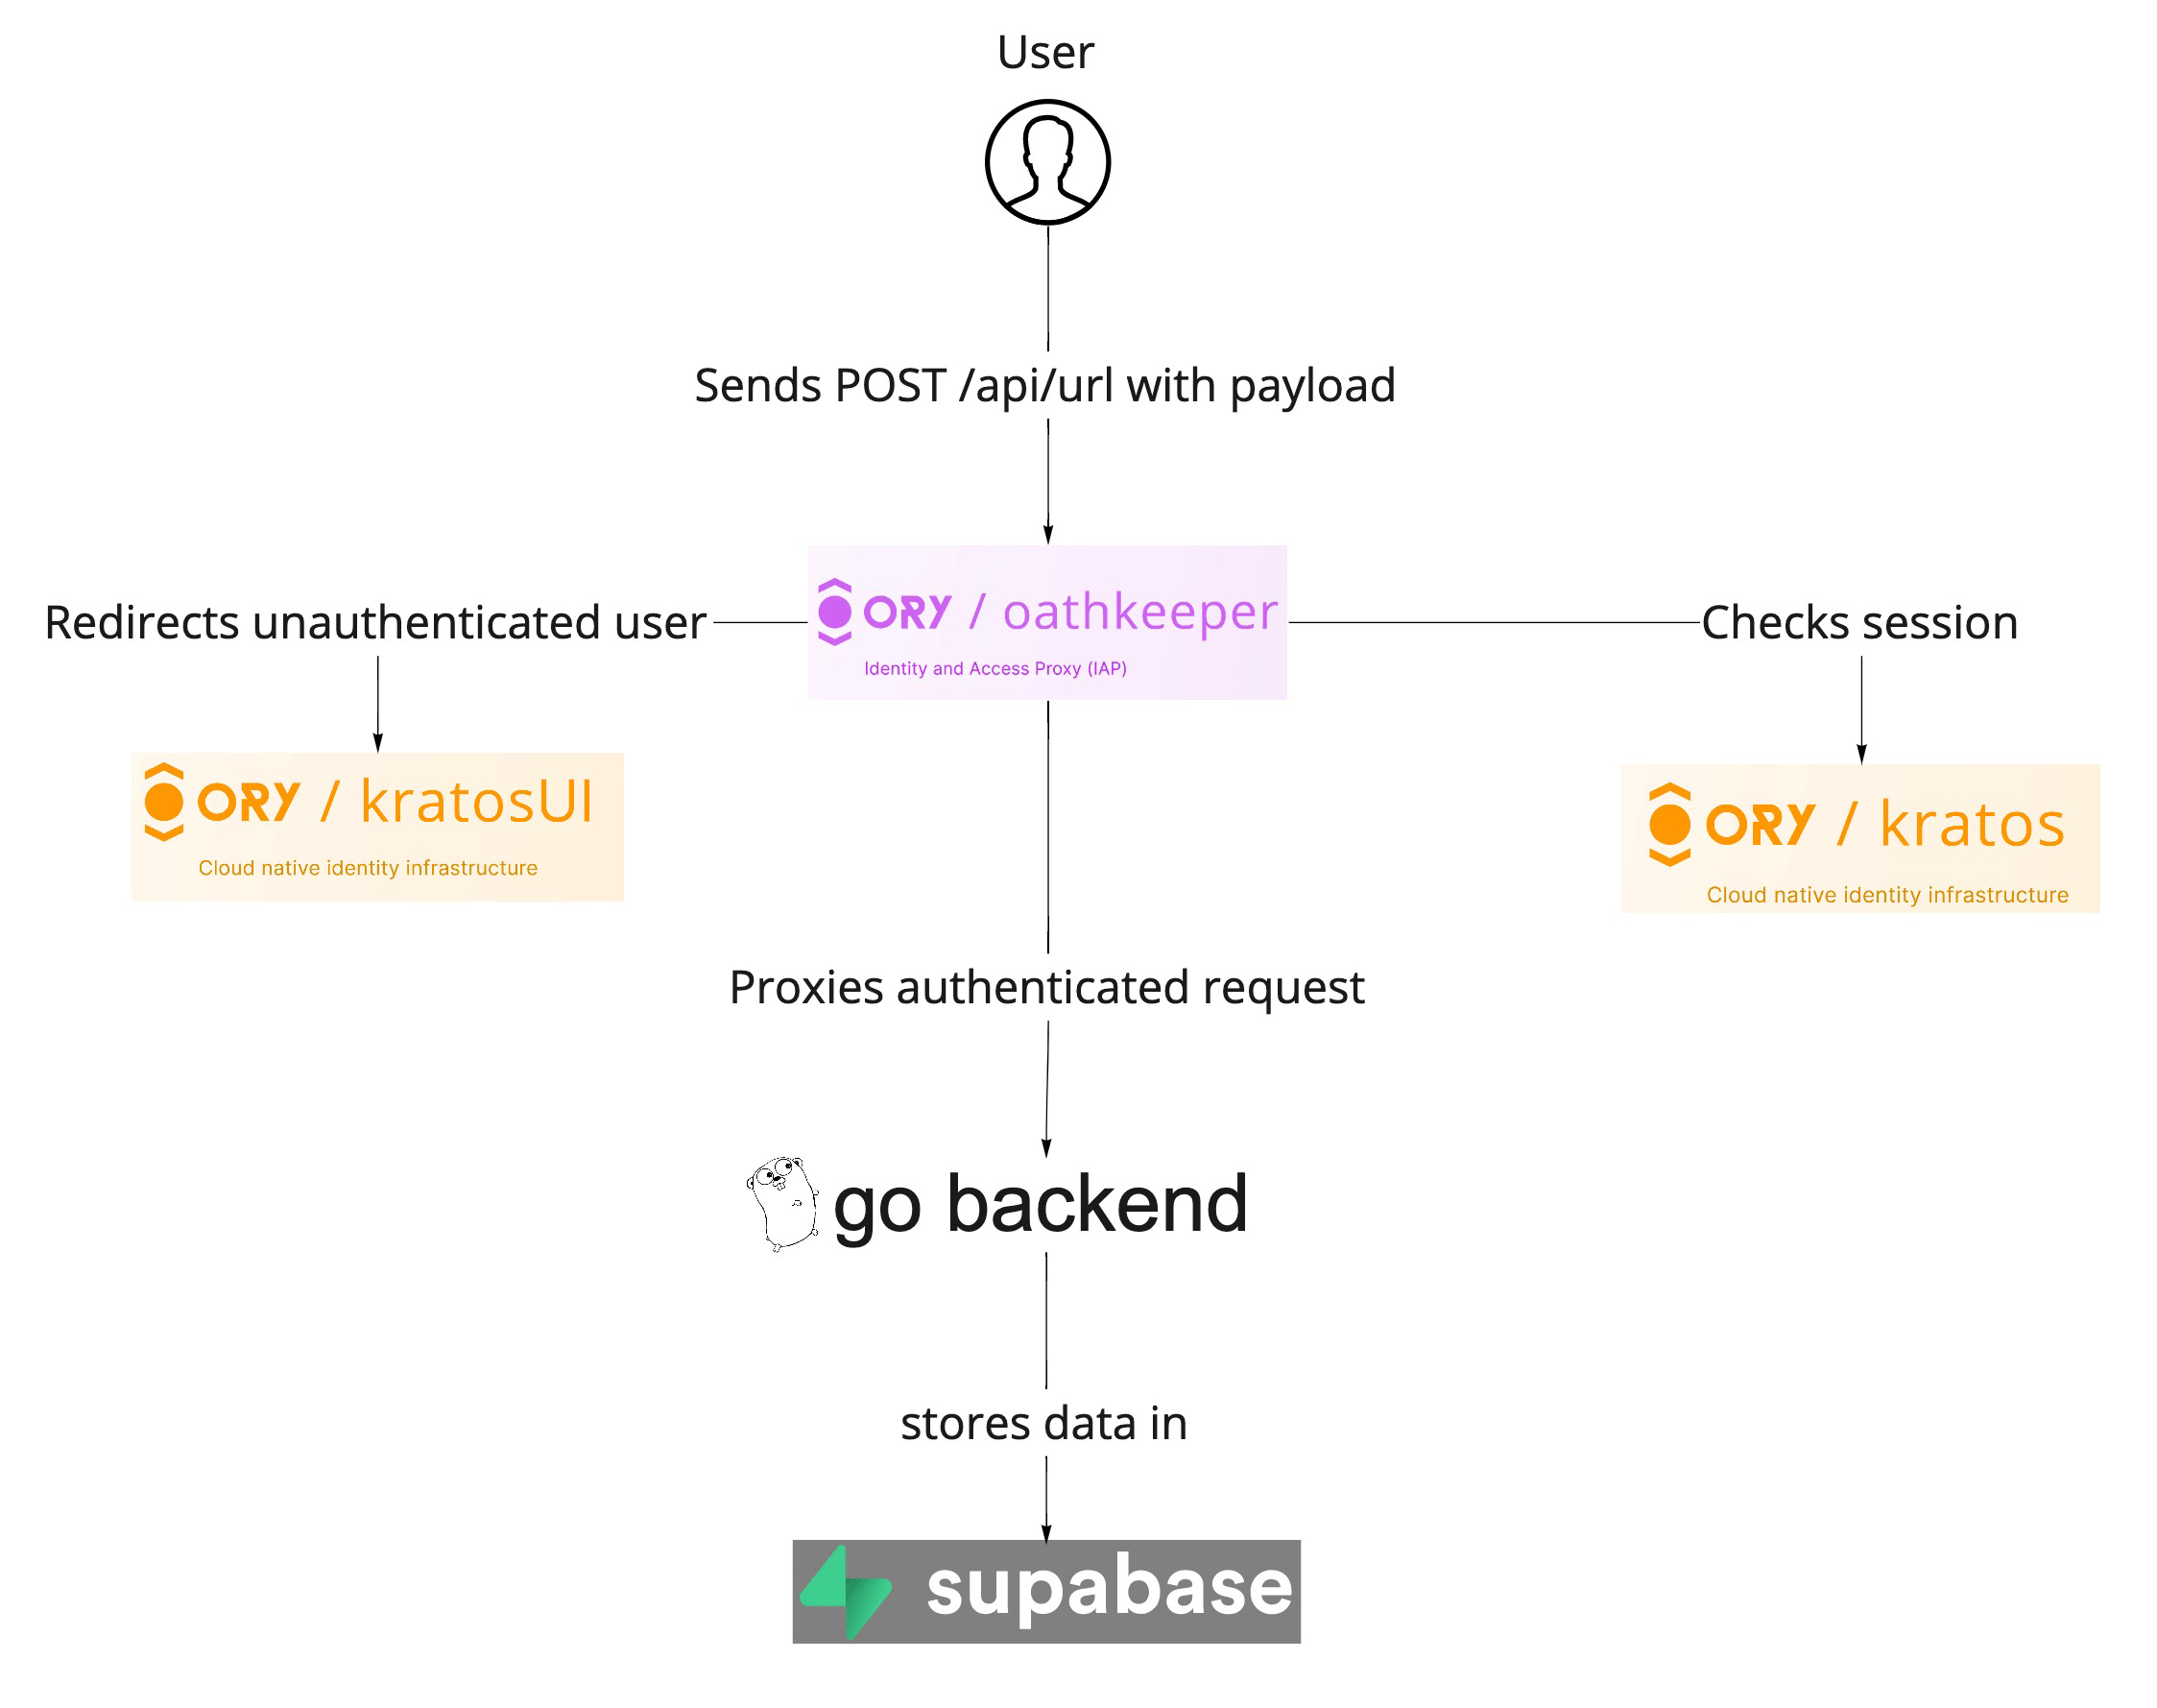 User
Sends POST /api/url with payload
Redirects unauthenticated user
ORY / oathkeeper
Identity and Access Proxy (IAP)
Checks session
ORY / kratosUI
Cloud native identity infrastructure
ORY / kratos
Cloud native identity infrastructure
Proxies authenticated request
go backend
stores data in
supabase